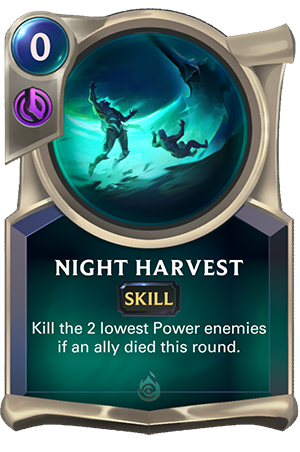 0
NIGHT HARVEST
SKILL
Kill the 2 lowest Power enemies
if an ally died this round.